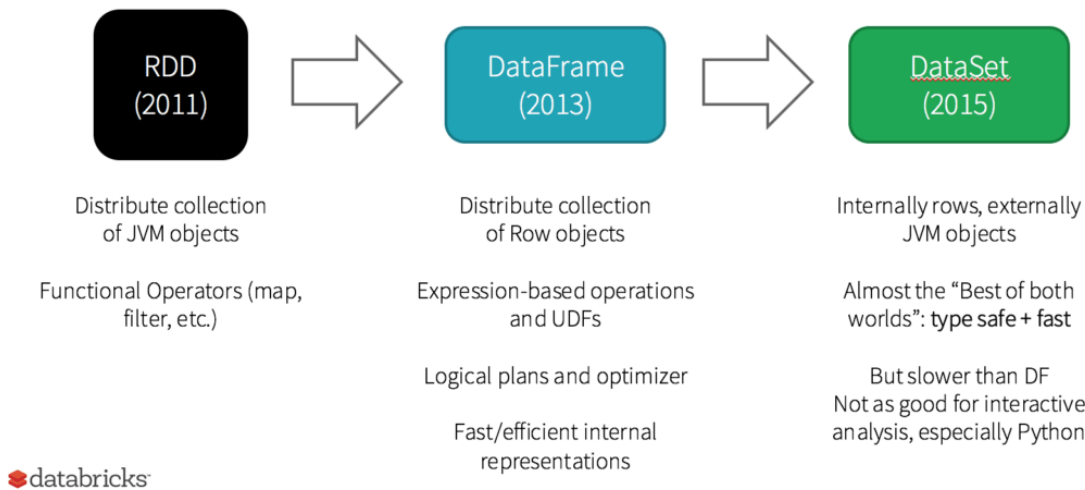 RDD
(2011)
DataFrame
(2013)
DataSet
(2015)
Distribute collection
of JVM objects
Functional Operators (map,
filter, etc.)
Distribute collection
of Row objects
Expression-based operations
and UDFs
Logical plans and optimizer
Fast/efficient internal
representations
Internally rows, externally
JVM objects
Almost the “Best of both
worlds”: type safe + fast
But slower than DF
Not as good for interactive
analysis, especially Python
databricks™